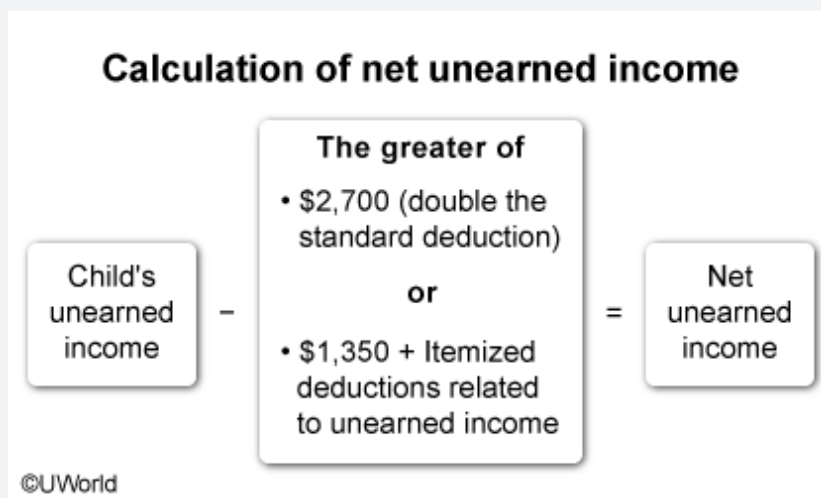 Calculation of net unearned income
Child's
unearned
income
–
The greater of
• $2,700 (double the
standard deduction)
or
• $1,350 + Itemized
deductions related
to unearned income
=
Net
unearned
income
©UWorld